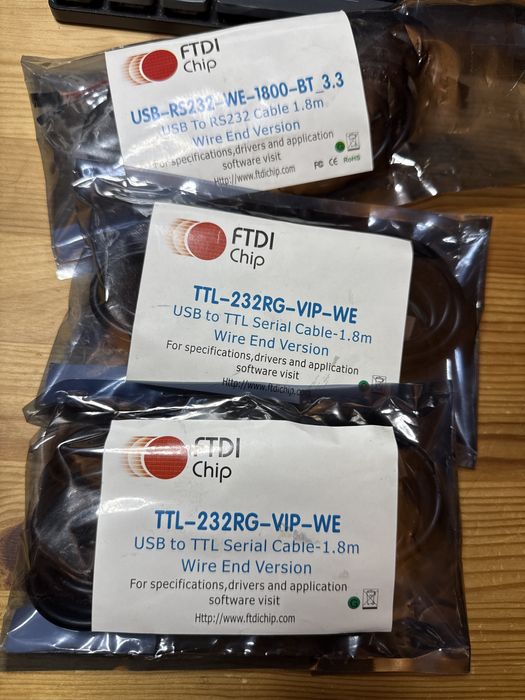 FTDI
Chip
USB-RS232-WE-1800-BT_3.3
USB To RS232 Cable 1.8m
Wire End Version
For specifications,drivers and application
software visit
Http://www.ftdichip.com
G
FC CE RoHS
FTDI
Chip
TTL-232RG-VIP-WE
USB to TTL Serial Cable-1.8m
Wire End Version
For specifications,drivers and application
software visit
Http://www.ftdichip.com
FTDI
Chip
TTL-232RG-VIP-WE
USB to TTL Serial Cable-1.8m
Wire End Version
For specifications,drivers and application
software visit
G
Http://www.ftdichip.com